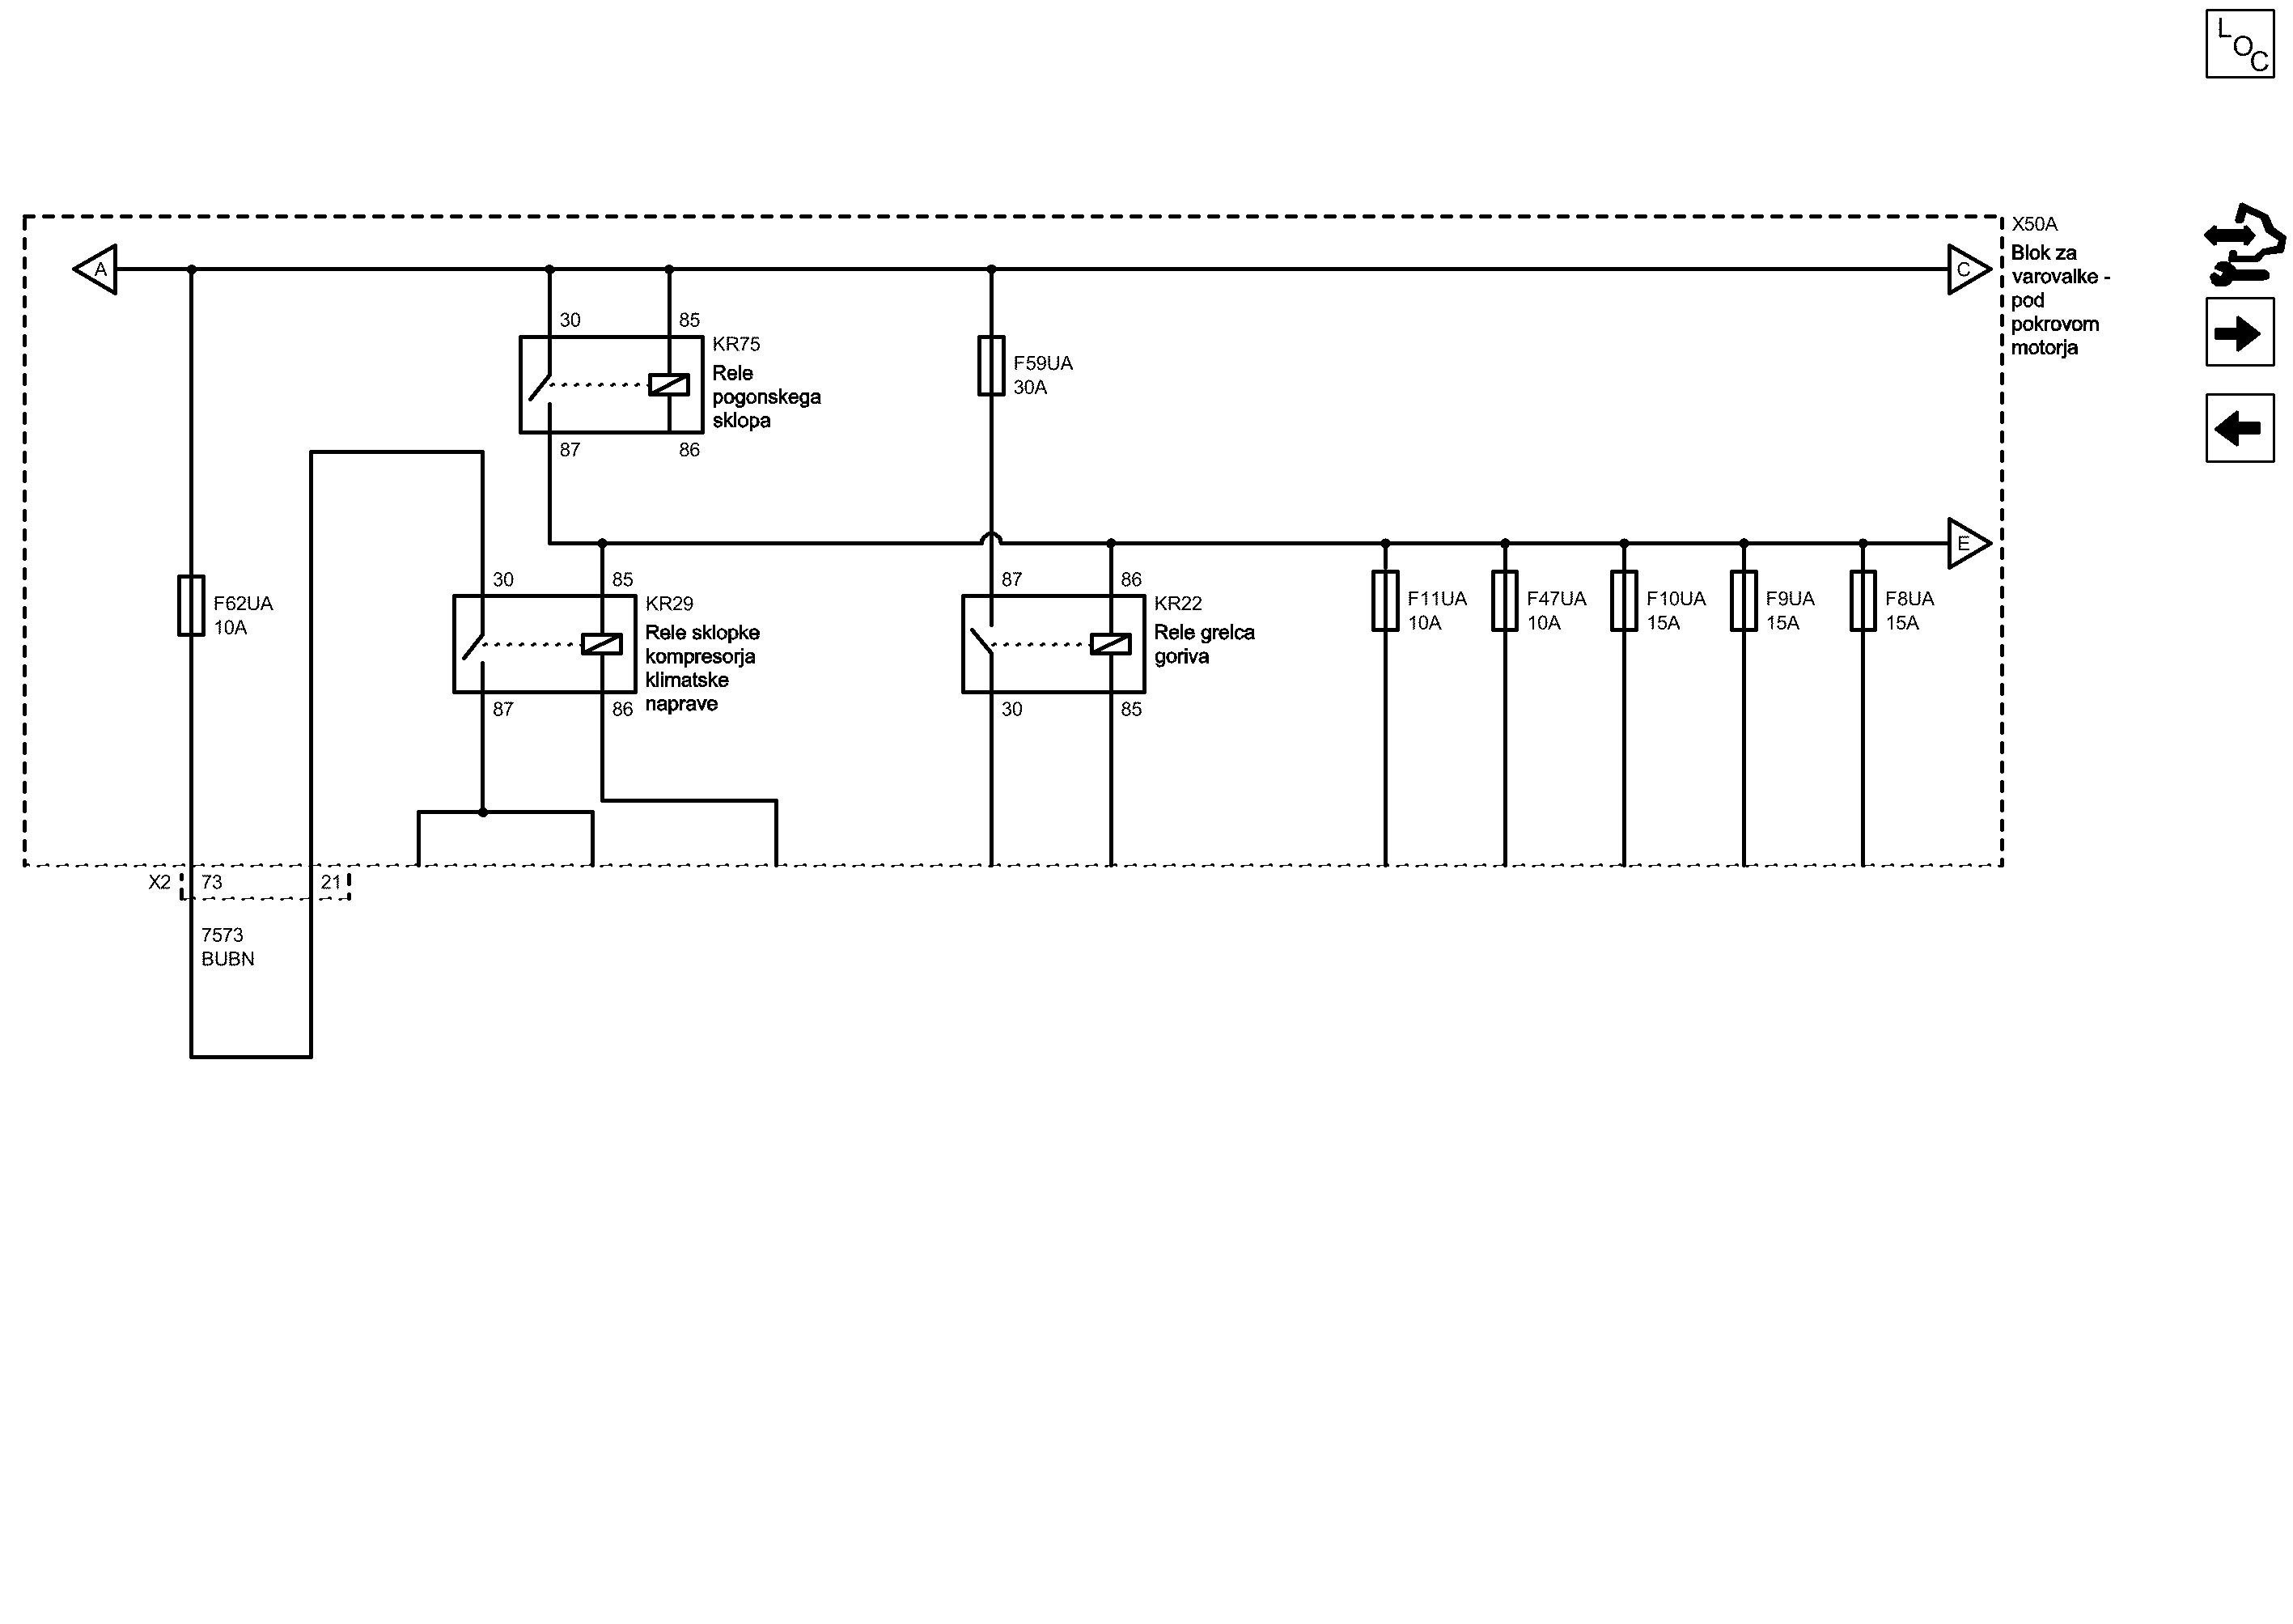 L
O
C
X50A
Blok za
varovalke -
pod
pokrovom
motorja
A
C
30
85
KR75
Rele
pogonskega
sklopa
87
86
F59UA
30A
E
F62UA
10A
30
85
KR29
Rele sklopke
kompresorja
klimatske
naprave
87
86
87
86
KR22
Rele grelca
goriva
30
85
F11UA
10A
F47UA
10A
F10UA
15A
F9UA
15A
F8UA
15A
X2
73
21
7573
BUBN